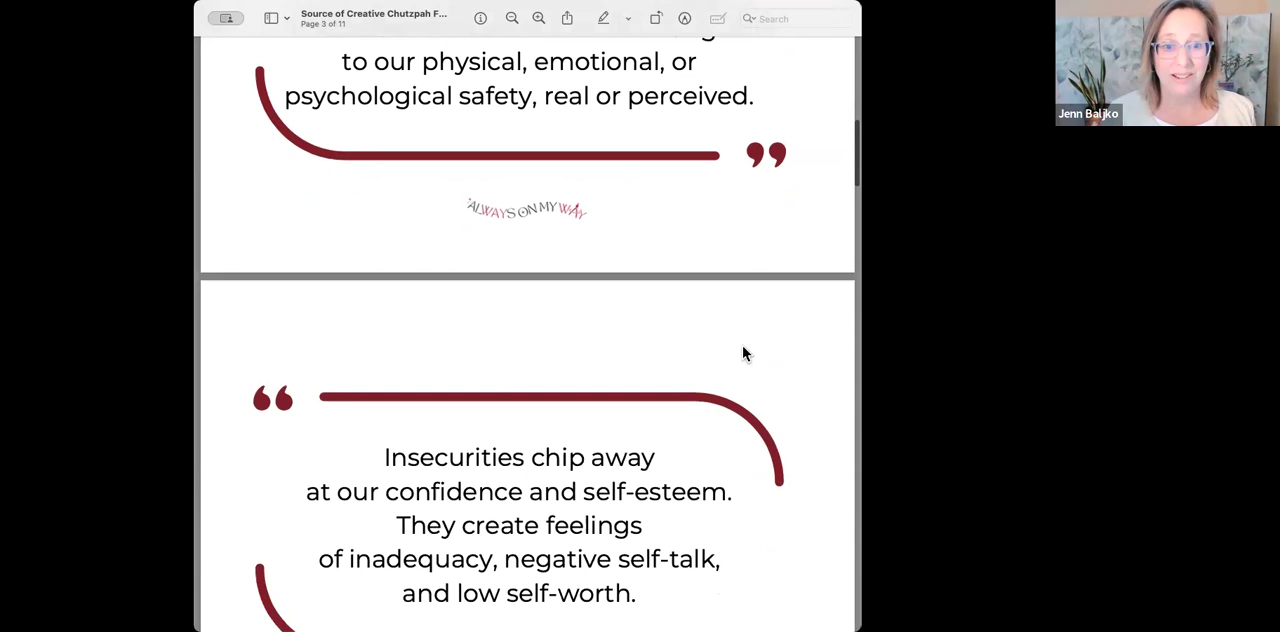 Source of Creative Chutzpah F...
Page 3 of 11
Search
Jenn Baljko
to our physical, emotional, or
psychological safety, real or perceived.
”
ALWAYS ON MY WAY
“
Insecurities chip away
at our confidence and self-esteem.
They create feelings
of inadequacy, negative self-talk,
and low self-worth.